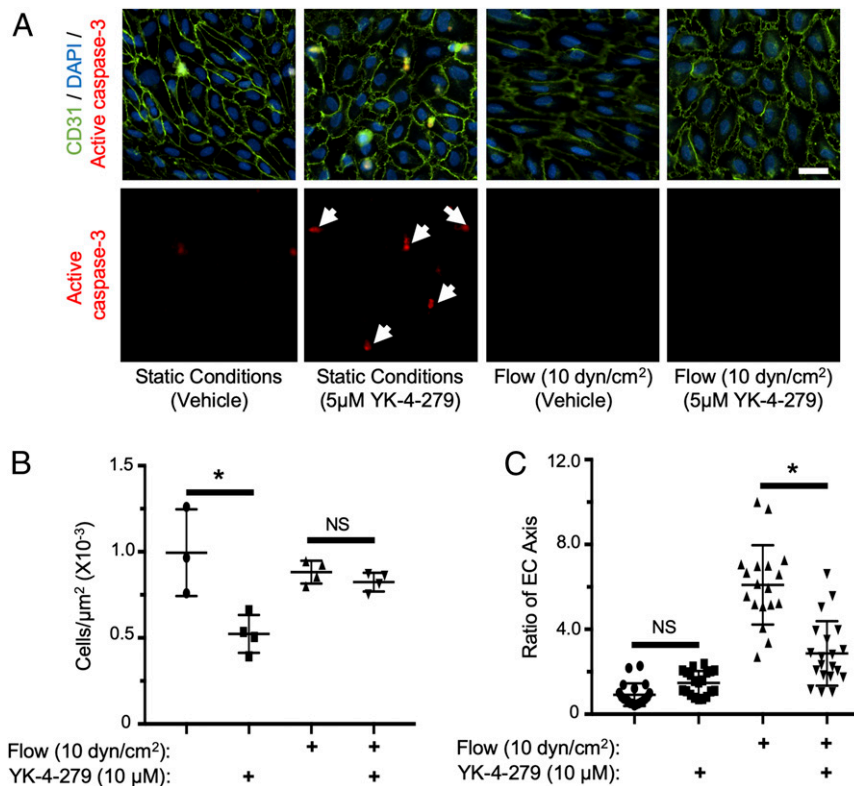 A
CD31 / DAPI /
Active caspase-3
Active
caspase-3
Static Conditions
(Vehicle)
Static Conditions
(5µM YK-4-279)
Flow (10 dyn/cm²)
(Vehicle)
Flow (10 dyn/cm²)
(5µM YK-4-279)
B
Cells/µm² (X10⁻³)
1.5
1.0
0.5
0
*
NS
Flow (10 dyn/cm²): + +
YK-4-279 (10 µM): + +
C
Ratio of EC Axis
12.0
8.0
4.0
0
NS
*
Flow (10 dyn/cm²): + +
YK-4-279 (10 µM): + +